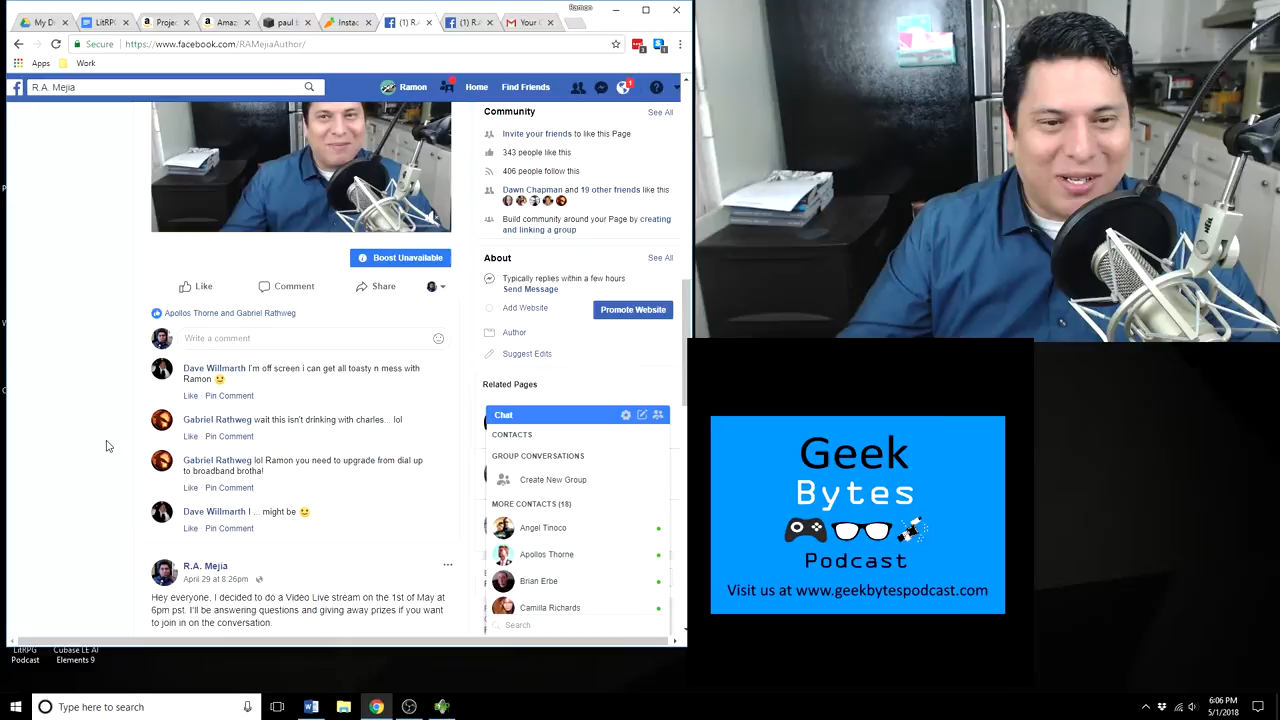 Ramon
My D
LitRPG
Projec
Amaz
paul b
Instac
(1) R
(1) R.
Your G
Secure
https://www.facebook.com/RAMejiaAuthor/
Apps
Work
R.A. Mejia
Ramon
Home
Find Friends
1
Boost Unavailable
Like
Comment
Share
Apollos Thorne and Gabriel Rathweg
Write a comment
Dave Willmarth I'm off screen i can get all toasty n mess with
Ramon
Like · Pin Comment
Gabriel Rathweg wait this isn't drinking with charles... lol
Like · Pin Comment
Gabriel Rathweg lol Ramon you need to upgrade from dial up
to broadband brotha!
Like · Pin Comment
Dave Willmarth I ... might be
Like · Pin Comment
R.A. Mejia
April 29 at 8:26pm
Hey everyone, I decided to do a Video Live stream on the 1st of May at
6pm pst. I'll be answering questions and giving away prizes if you want
to join in on the conversation.
Community
See All
Invite your friends to like this Page
343 people like this
406 people follow this
Dawn Chapman and 19 other friends like this
Build community around your Page by creating
and linking a group
About
See All
Typically replies within a few hours
Send Message
Add Website
Promote Website
Author
Suggest Edits
Related Pages
Chat
CONTACTS
GROUP CONVERSATIONS
Create New Group
MORE CONTACTS (18)
Angel Tinoco
Apollos Thorne
Brian Erbe
Camilla Richards
Search
Geek
Bytes
Podcast
Visit us at www.geekbytespodcast.com
LitRPG
Podcast
Cubase LE AI
Elements 9
Type here to search
6:06 PM
5/1/2018